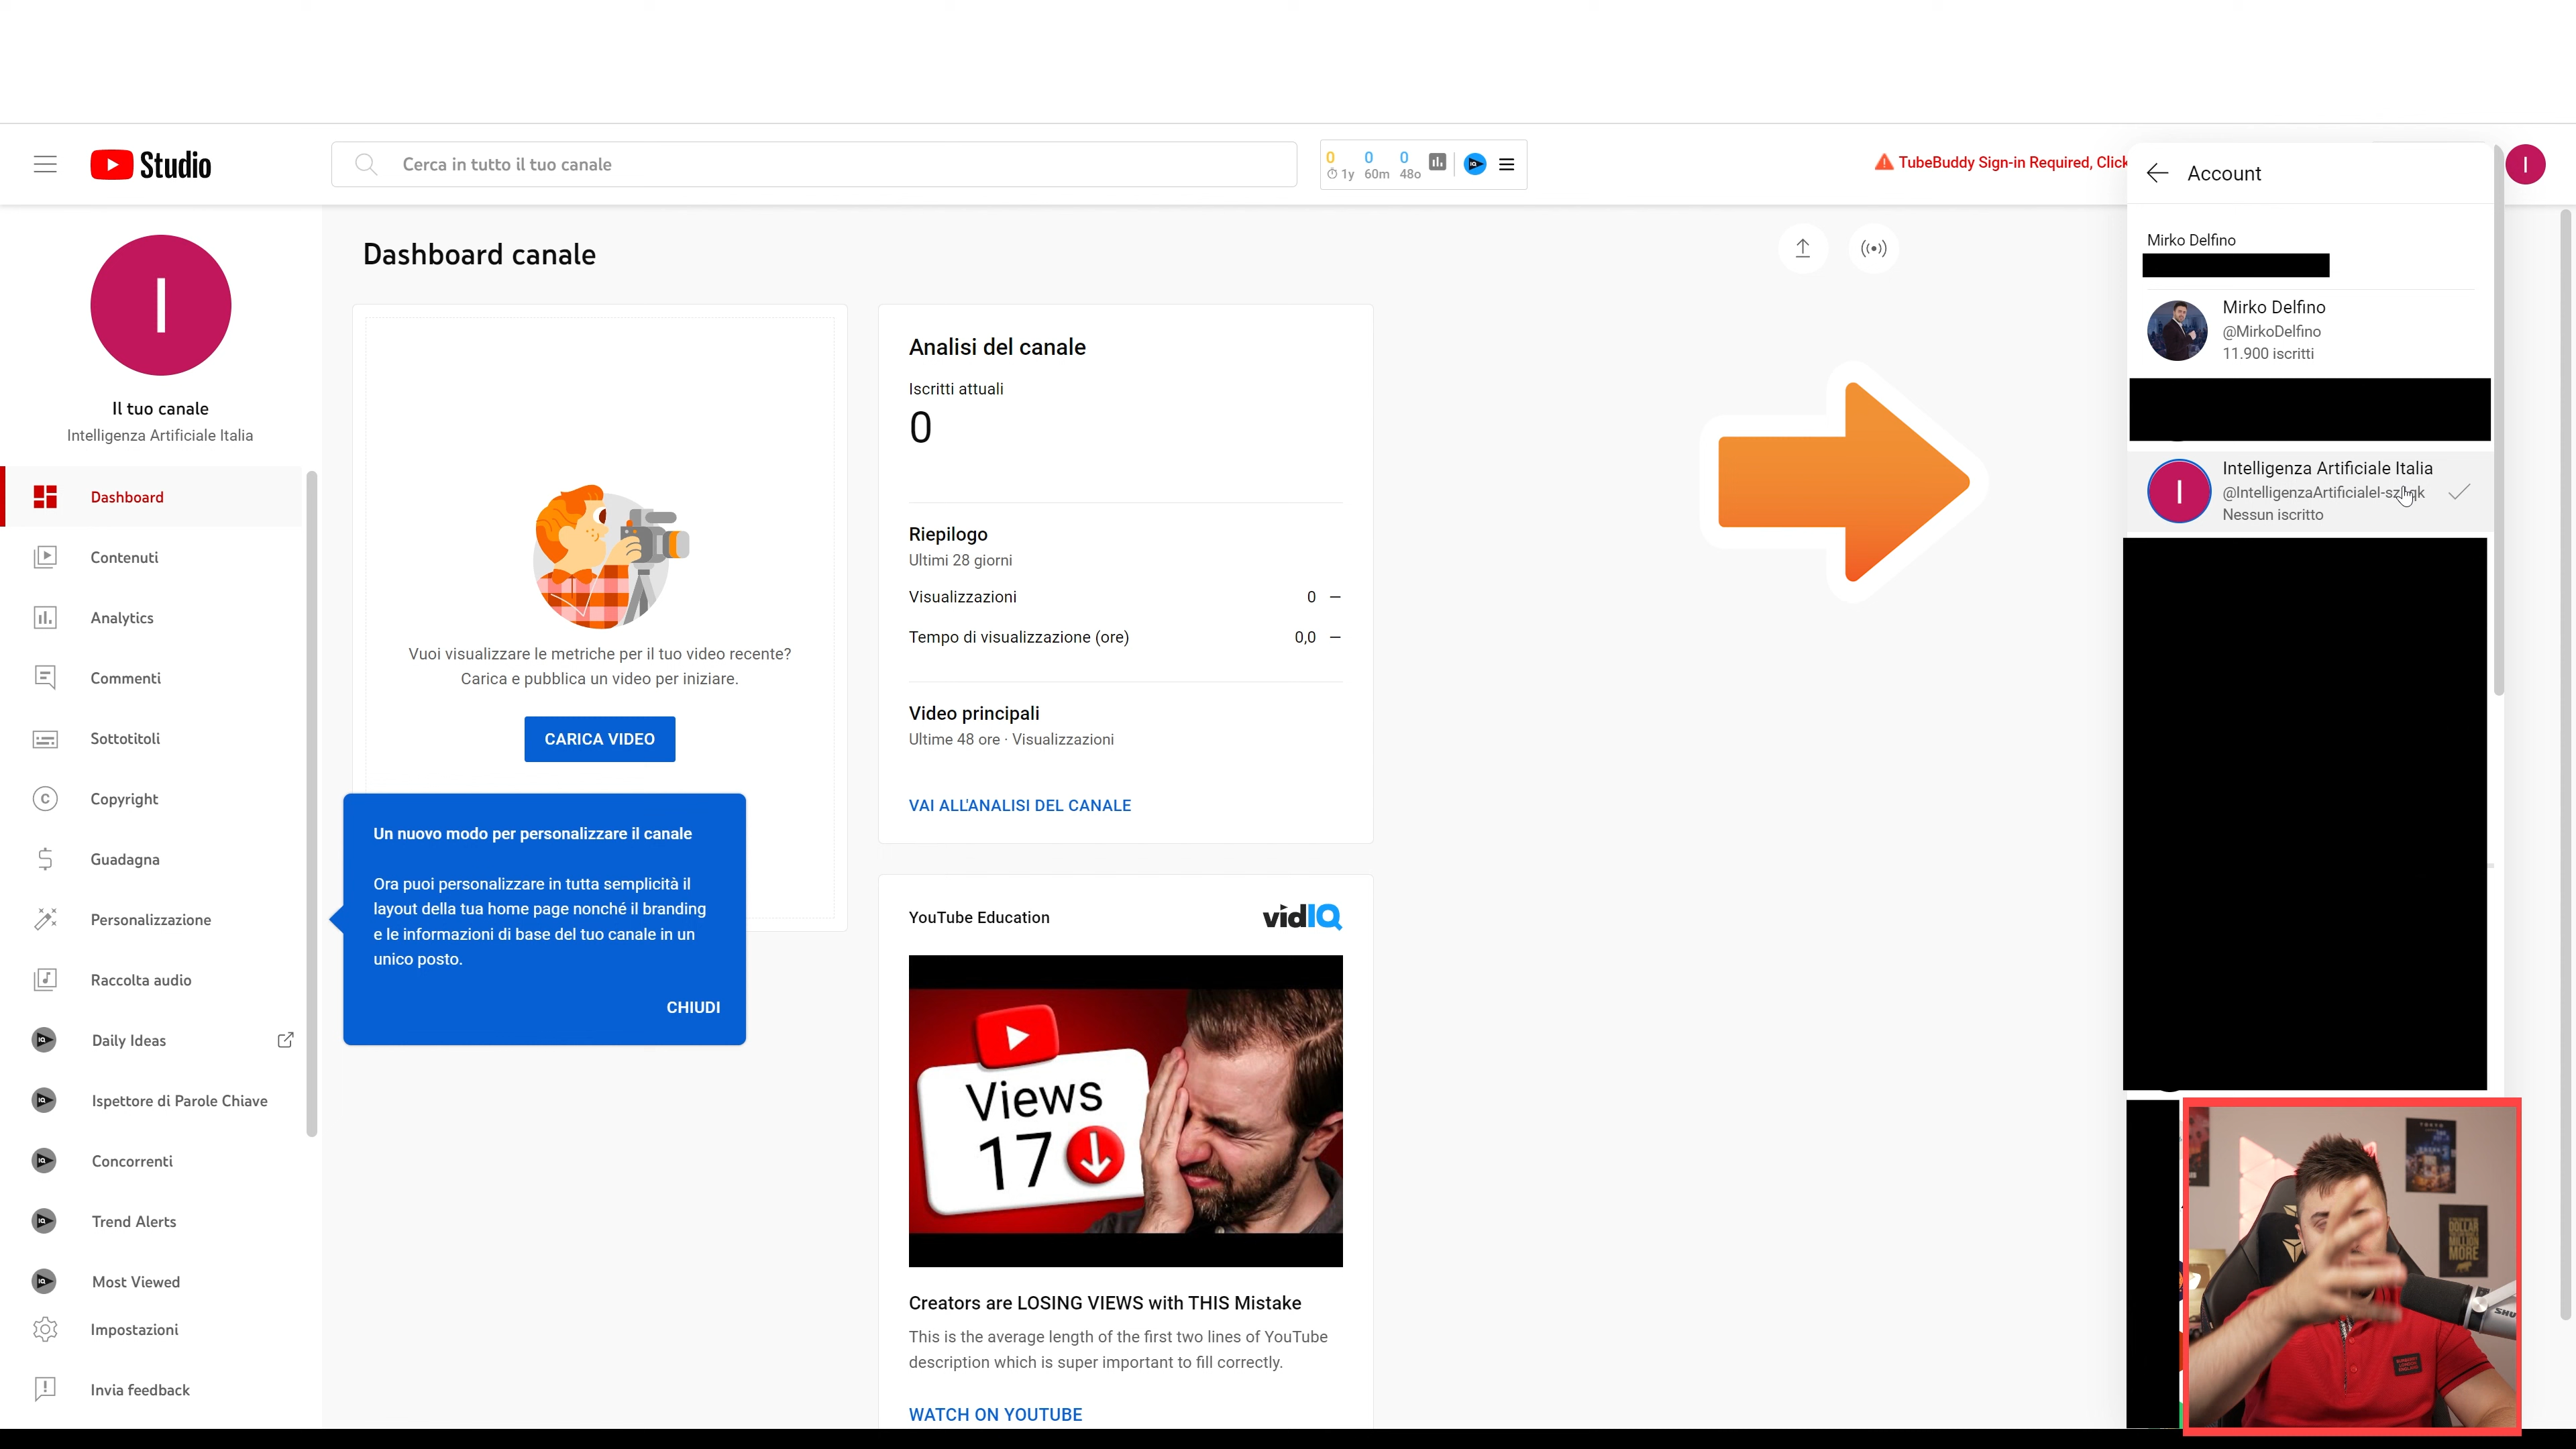 Studio
Cerca in tutto il tuo canale
0 0 0
1y 60m 48o
TubeBuddy Sign-in Required, Click
I
Account
Mirko Delfino
Mirko Delfino
@MirkoDelfino
11.900 iscritti
Intelligenza Artificiale Italia
Nessun iscritto
I
I
Il tuo canale
Intelligenza Artificiale Italia
Dashboard
Contenuti
Analytics
Commenti
Sottotitoli
Copyright
Guadagna
Personalizzazione
Raccolta audio
Daily Ideas
Ispettore di Parole Chiave
Concorrenti
Trend Alerts
Most Viewed
Impostazioni
Invia feedback
Dashboard canale
Vuoi visualizzare le metriche per il tuo video recente?
Carica e pubblica un video per iniziare.
CARICA VIDEO
Un nuovo modo per personalizzare il canale
Ora puoi personalizzare in tutta semplicità il
layout della tua home page nonché il branding
e le informazioni di base del tuo canale in un
unico posto.
CHIUDI
Analisi del canale
Iscritti attuali
0
Riepilogo
Ultimi 28 giorni
Visualizzazioni 0 —
Tempo di visualizzazione (ore) 0,0 —
Video principali
Ultime 48 ore · Visualizzazioni
VAI ALL'ANALISI DEL CANALE
YouTube Education
vidIQ
Views
17
Creators are LOSING VIEWS with THIS Mistake
This is the average length of the first two lines of YouTube
description which is super important to fill correctly.
WATCH ON YOUTUBE
DOLLAR
MILLION
MORE
SHU